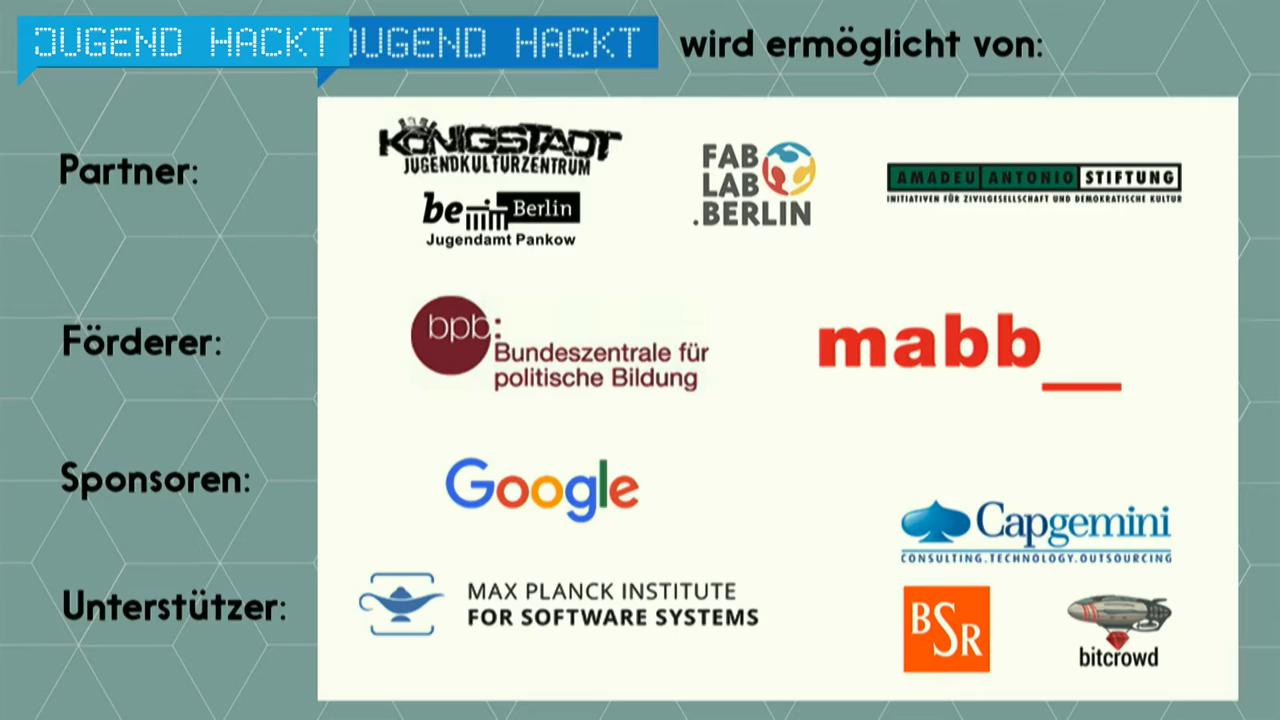 JUGEND HACKT JUGEND HACKT wird ermöglicht von:
Partner:
KÖNIGSTADT
JUGENDKULTURZENTRUM
be Berlin
Jugendamt Pankow
FAB
LAB
.BERLIN
AMADEU ANTONIO STIFTUNG
INITIATIVEN FÜR ZIVILGESELLSCHAFT UND DEMOKRATISCHE KULTUR
Förderer:
bpb:
Bundeszentrale für
politische Bildung
mabb_
Sponsoren:
Google
Capgemini
CONSULTING.TECHNOLOGY.OUTSOURCING
Unterstützer:
MAX PLANCK INSTITUTE
FOR SOFTWARE SYSTEMS
BSR
bitcrowd